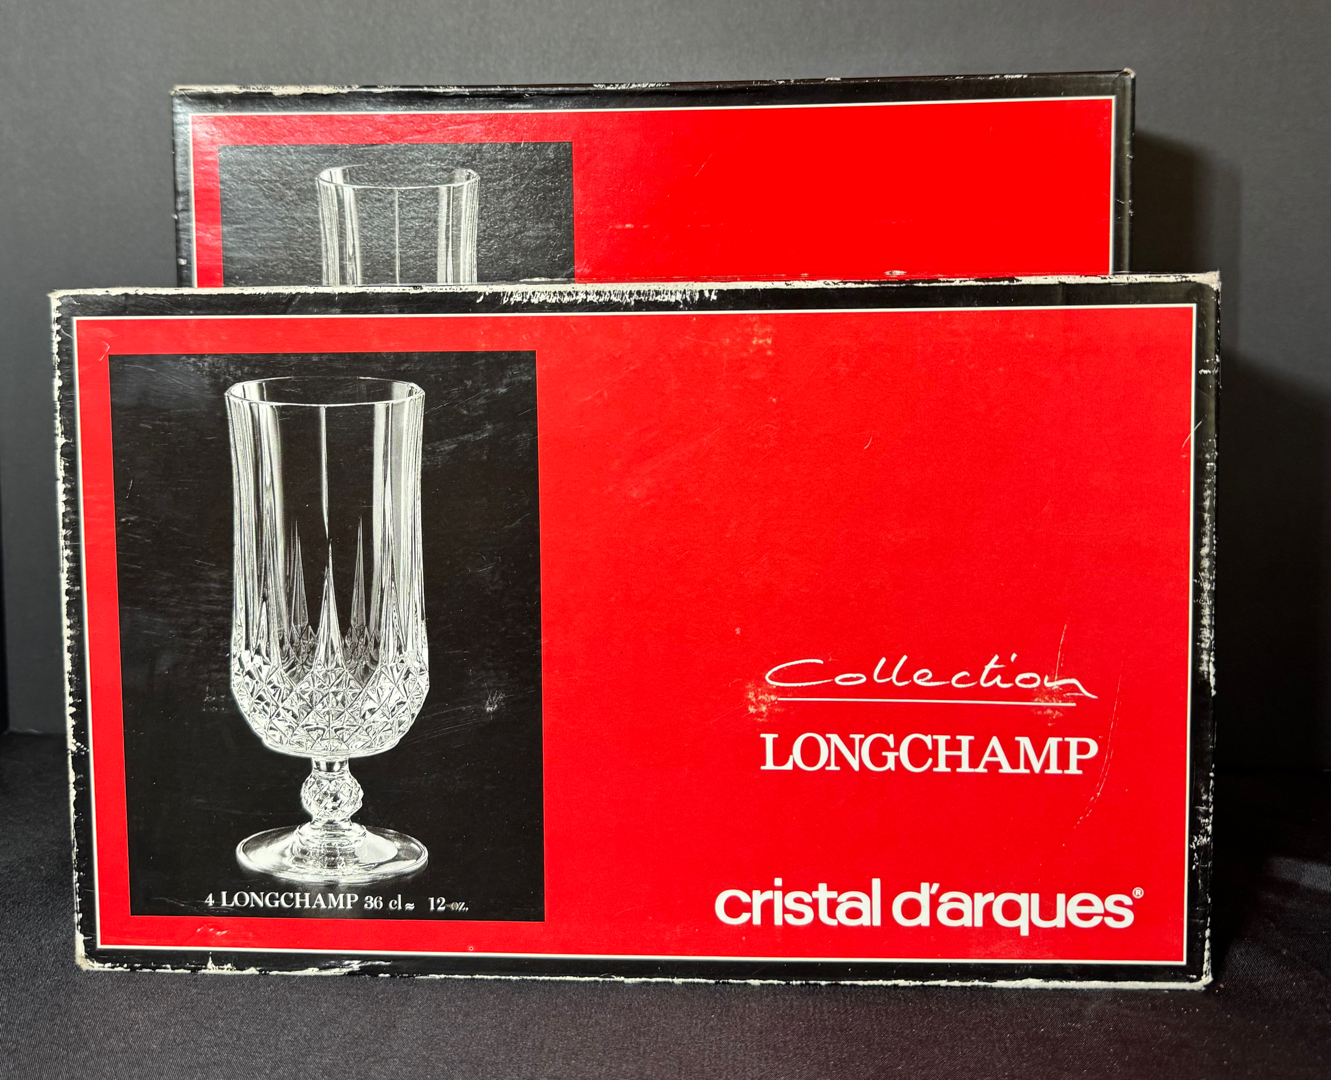 Collection
LONGCHAMP
4 LONGCHAMP 36 cl ≈ 12 oz.
cristal d'arques®